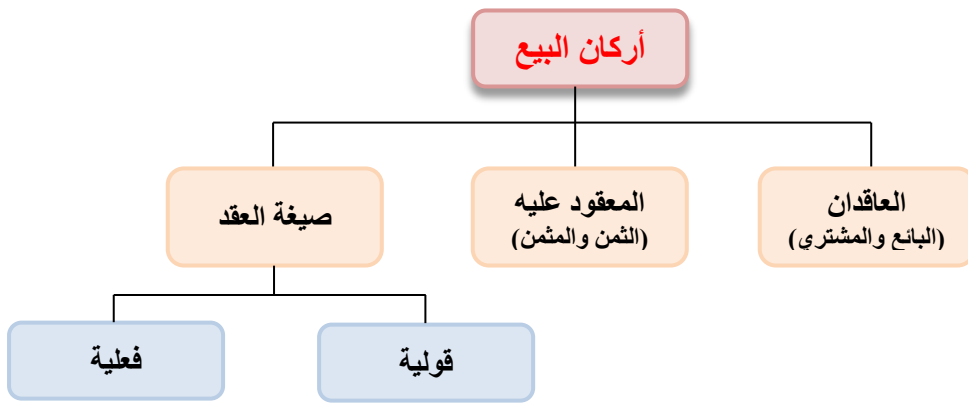 أركان البيع
العاقدان
(البائع والمشتري)
المعقود عليه
(الثمن والمثمن)
صيغة العقد
قولية
فعلية